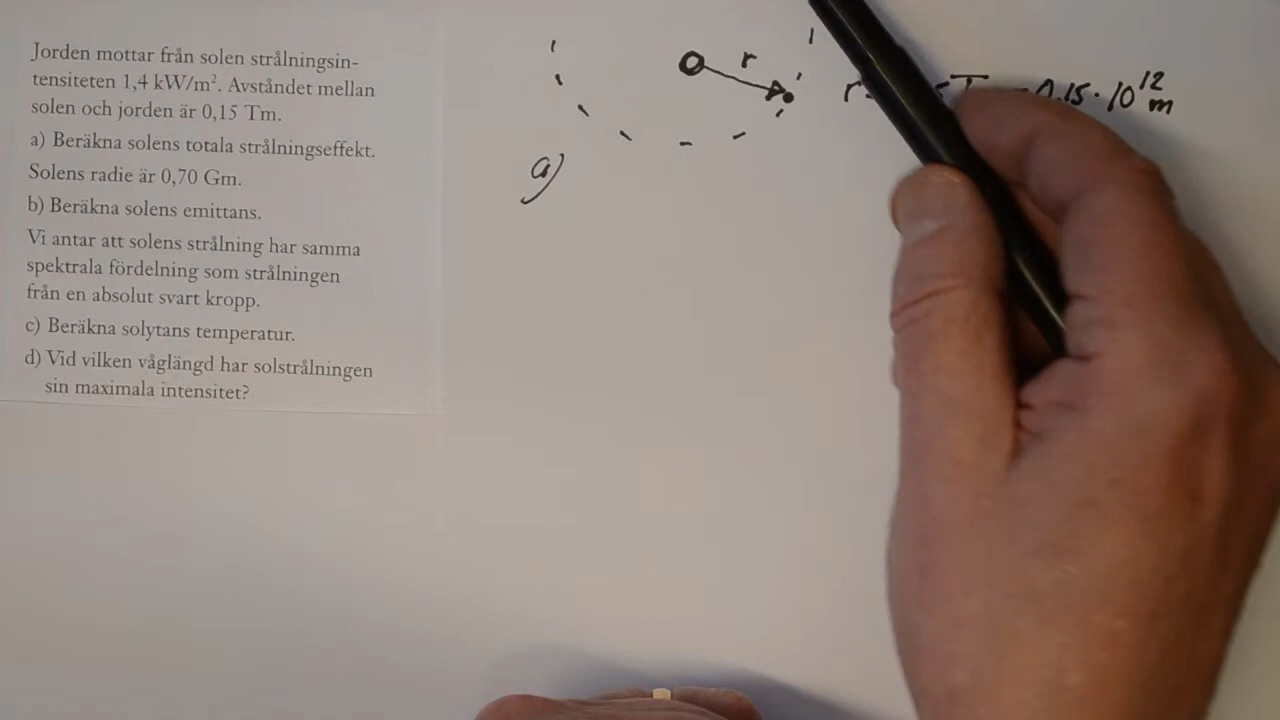 Jorden mottar från solen strålningsin-
tensiteten 1,4 kW/m². Avståndet mellan
solen och jorden är 0,15 Tm.
a) Beräkna solens totala strålningseffekt.
Solens radie är 0,70 Gm.
b) Beräkna solens emittans.
Vi antar att solens strålning har samma
spektrala fördelning som strålningen
från en absolut svart kropp.
c) Beräkna solytans temperatur.
d) Vid vilken våglängd har solstrålningen
sin maximala intensitet?
r
r= 0.15·10¹² m
a)